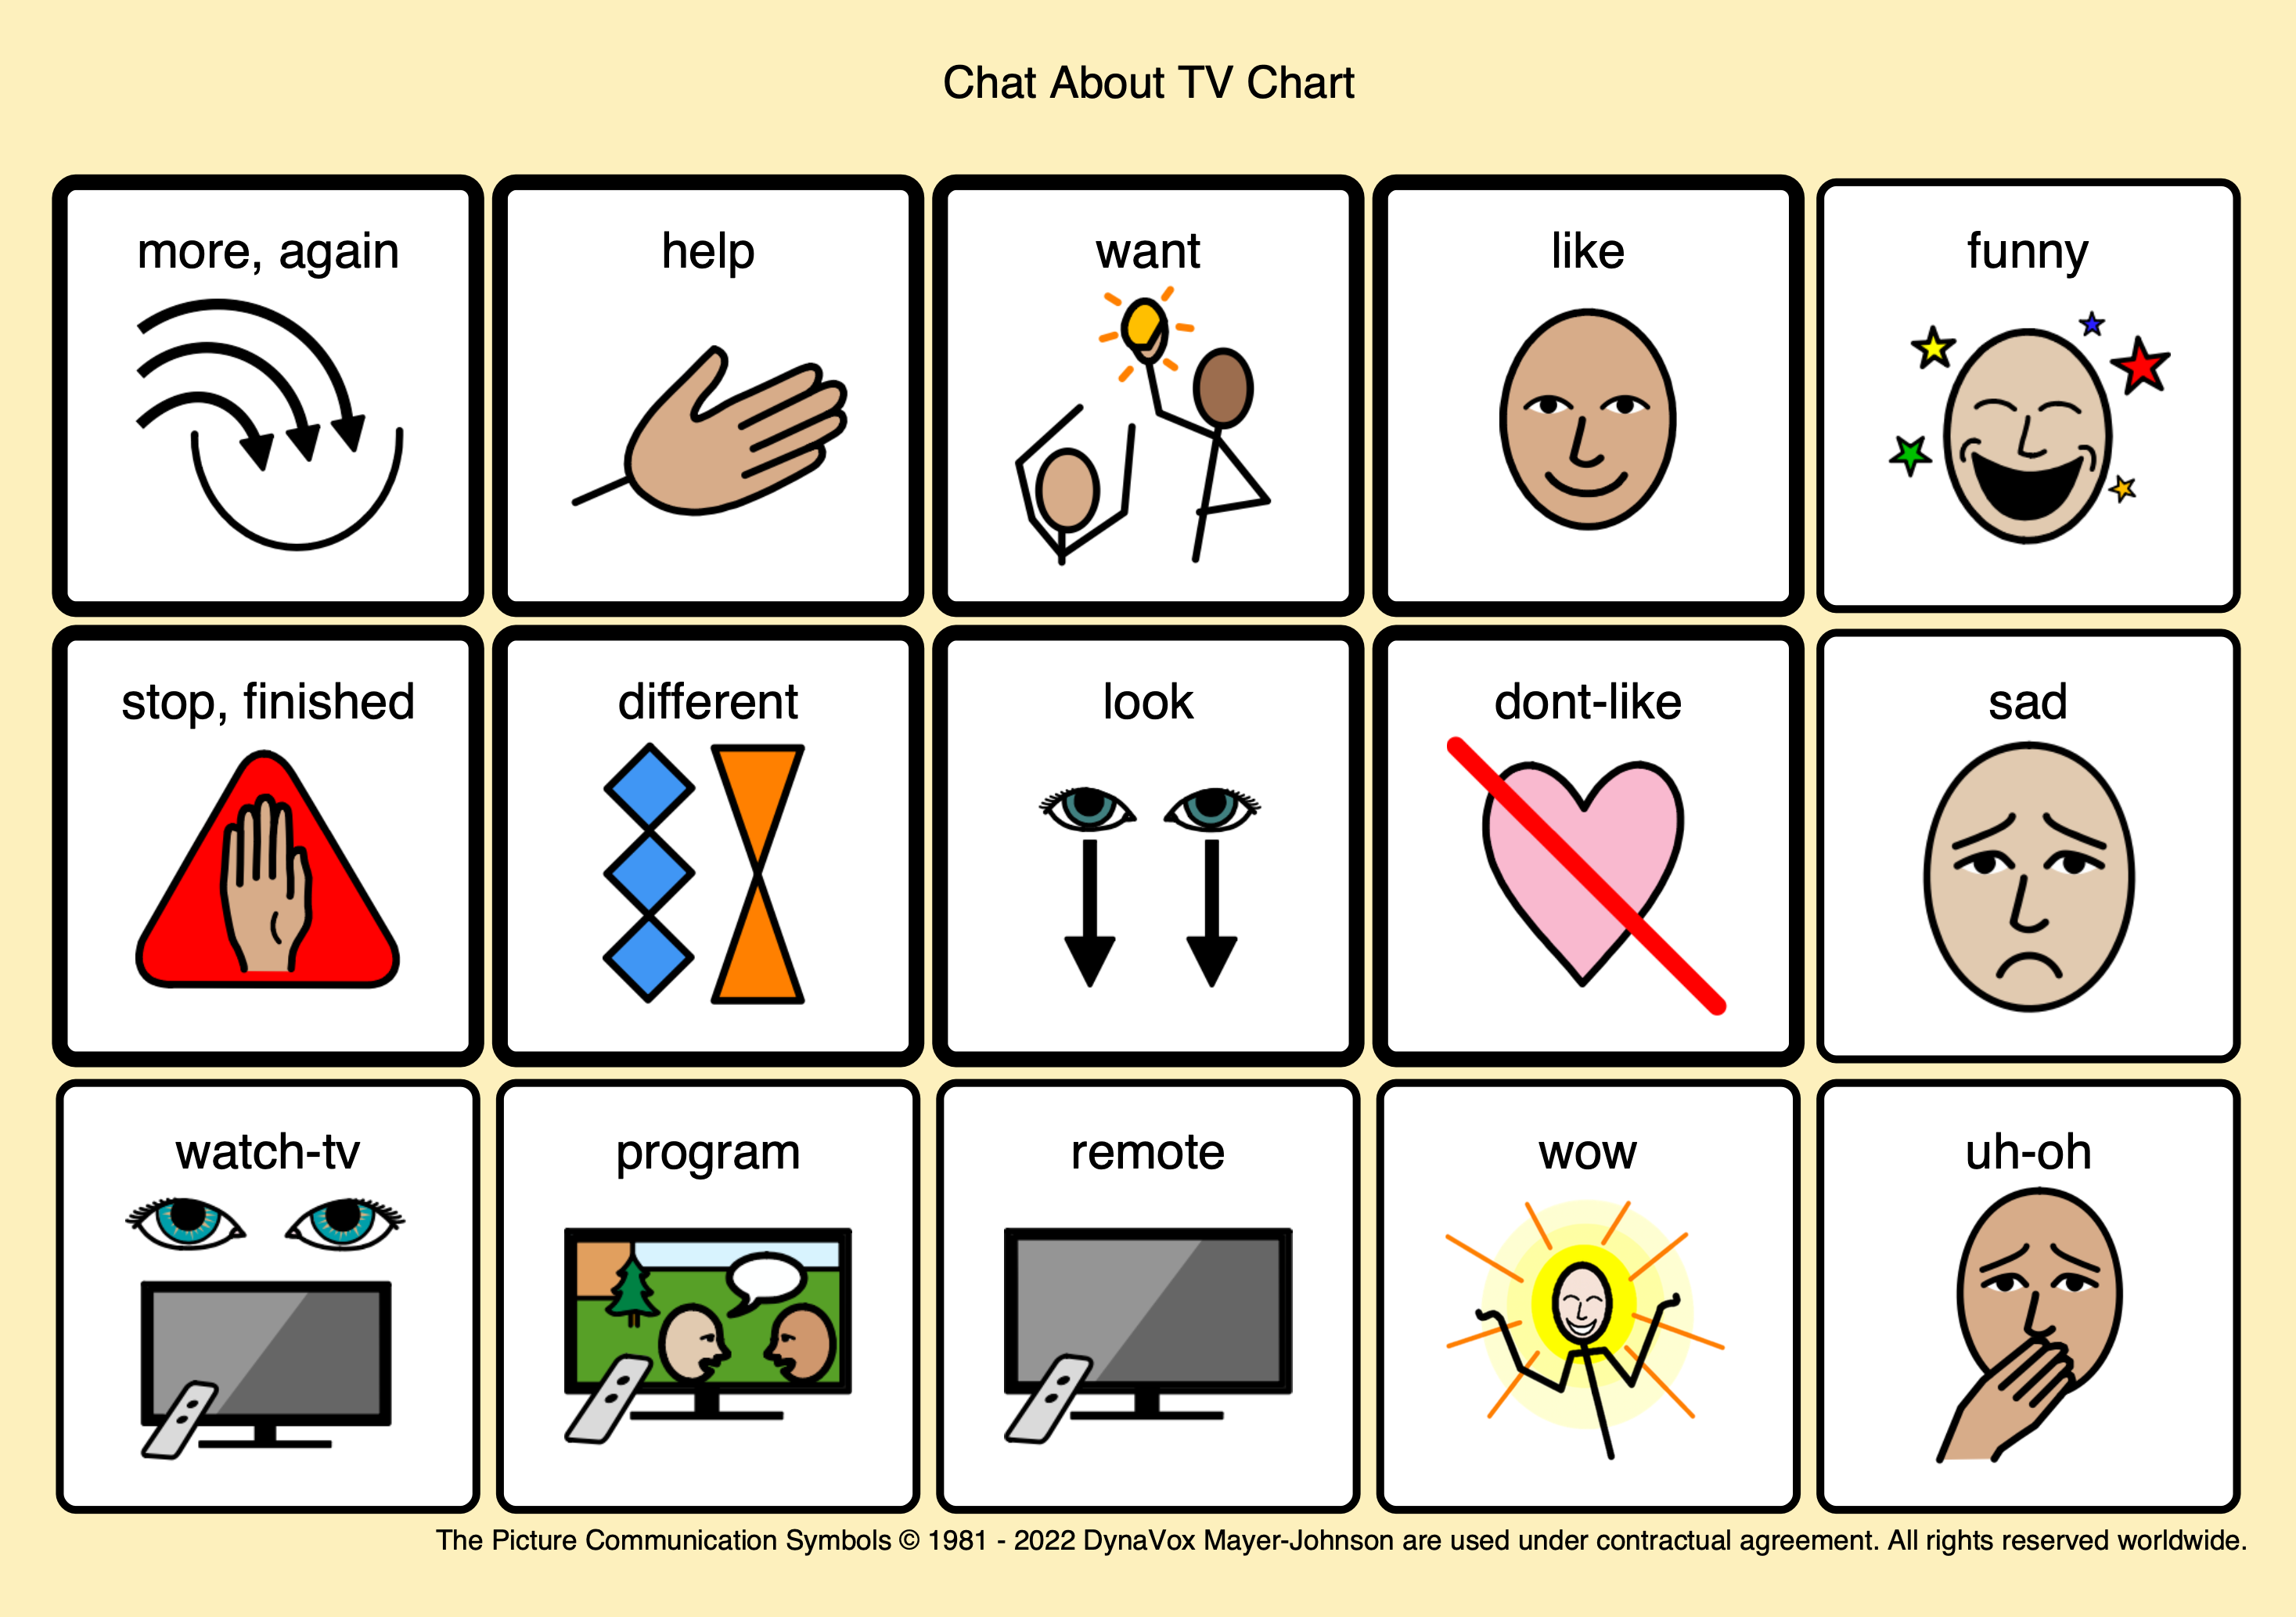 Chat About TV Chart
more, again
help
want
like
funny
stop, finished
different
look
dont-like
sad
watch-tv
program
remote
wow
uh-oh
The Picture Communication Symbols © 1981 - 2022 DynaVox Mayer-Johnson are used under contractual agreement. All rights reserved worldwide.